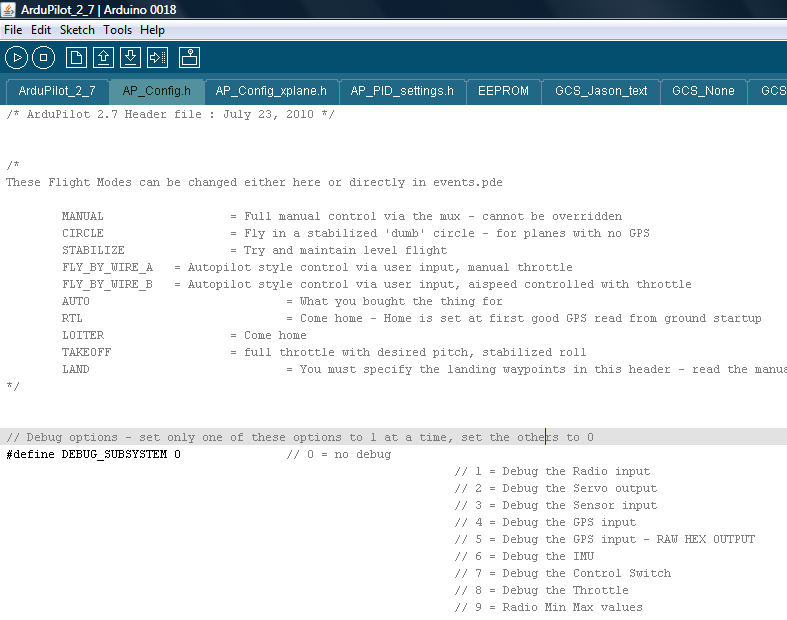 ArduPilot_2_7 | Arduino 0018
File Edit Sketch Tools Help
ArduPilot_2_7 AP_Config.h AP_Config_xplane.h AP_PID_settings.h EEPROM GCS_Jason_text GCS_None GCS
/* ArduPilot 2.7 Header file : July 23, 2010 */
/*
These Flight Modes can be changed either here or directly in events.pde
MANUAL = Full manual control via the mux - cannot be overridden
CIRCLE = Fly in a stabilized 'dumb' circle - for planes with no GPS
STABILIZE = Try and maintain level flight
FLY_BY_WIRE_A = Autopilot style control via user input, manual throttle
FLY_BY_WIRE_B = Autopilot style control via user input, aispeed controlled with throttle
AUTO = What you bought the thing for
RTL = Come home - Home is set at first good GPS read from ground startup
LOITER = Come home
TAKEOFF = full throttle with desired pitch, stabilized roll
LAND = You must specify the landing waypoints in this header - read the manua
*/
// Debug options - set only one of these options to 1 at a time, set the others to 0
#define DEBUG_SUBSYSTEM 0 // 0 = no debug
// 1 = Debug the Radio input
// 2 = Debug the Servo output
// 3 = Debug the Sensor input
// 4 = Debug the GPS input
// 5 = Debug the GPS input - RAW HEX OUTPUT
// 6 = Debug the IMU
// 7 = Debug the Control Switch
// 8 = Debug the Throttle
// 9 = Radio Min Max values